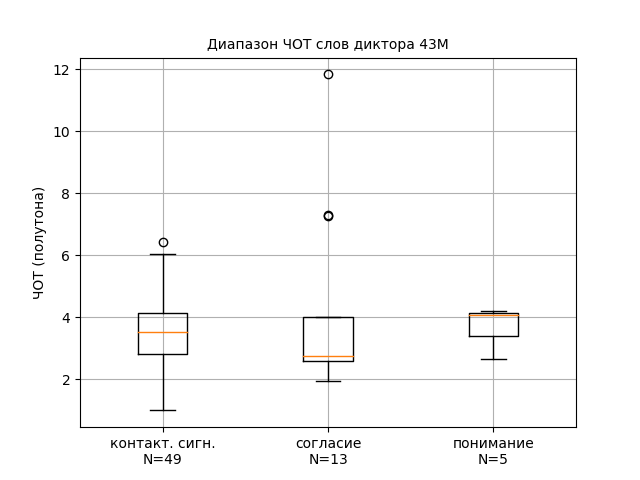 Диапазон ЧОТ слов диктора 43М
ЧОТ (полутона)
12
10
8
6
4
2
контакт. сигн.
N=49
согласие
N=13
понимание
N=5